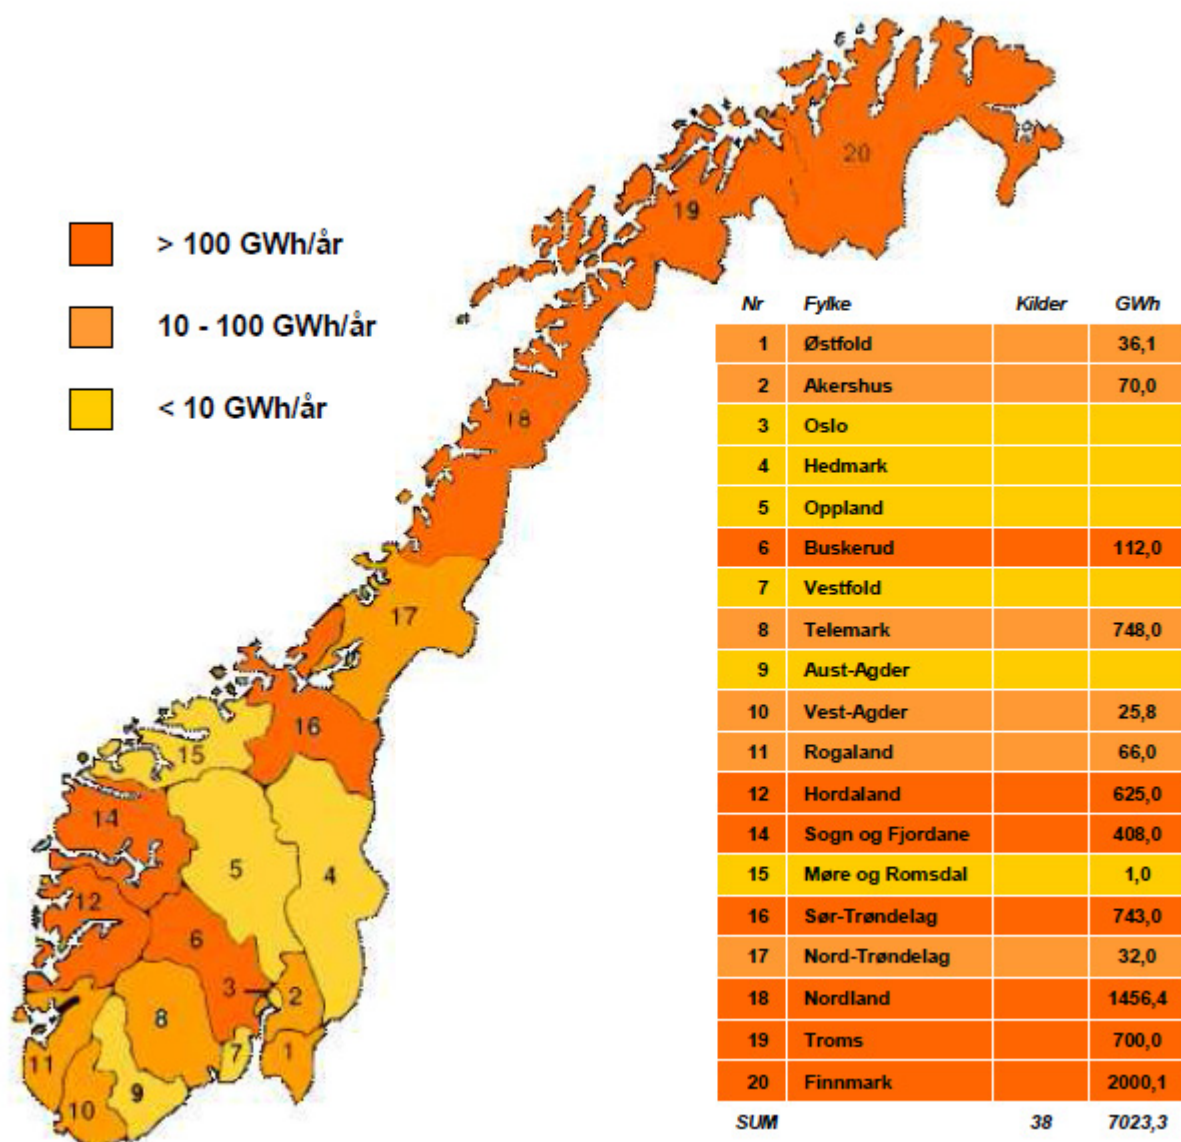 > 100 GWh/år
10 - 100 GWh/år
< 10 GWh/år
20
19
18
17
16
15
14
5
4
12
6
3
2
8
7
1
11
9
10
Nr Fylke Kilder GWh
1 Østfold 36,1
2 Akershus 70,0
3 Oslo
4 Hedmark
5 Oppland
6 Buskerud 112,0
7 Vestfold
8 Telemark 748,0
9 Aust-Agder
10 Vest-Agder 25,8
11 Rogaland 66,0
12 Hordaland 625,0
14 Sogn og Fjordane 408,0
15 Møre og Romsdal 1,0
16 Sør-Trøndelag 743,0
17 Nord-Trøndelag 32,0
18 Nordland 1456,4
19 Troms 700,0
20 Finnmark 2000,1
SUM 38 7023,3